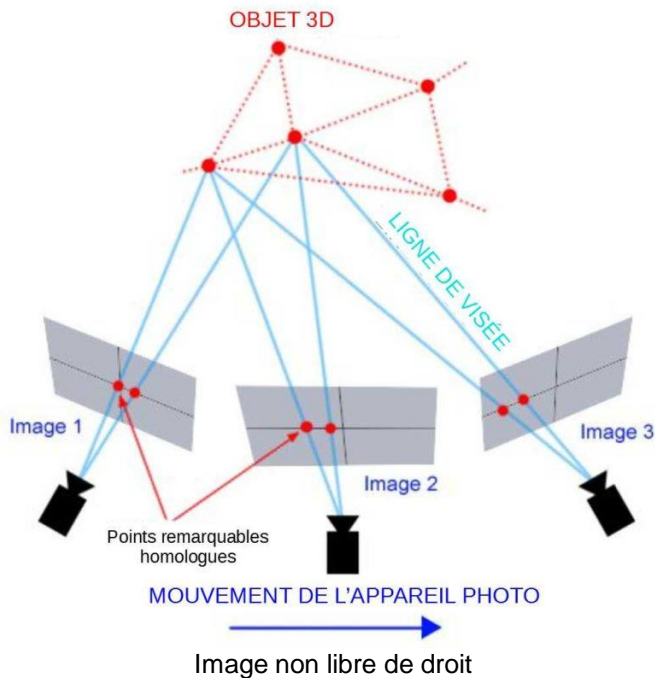 OBJET 3D
LIGNE DE VISÉE
Image 1
Image 2
Image 3
Points remarquables
homologues
MOUVEMENT DE L'APPAREIL PHOTO
Image non libre de droit